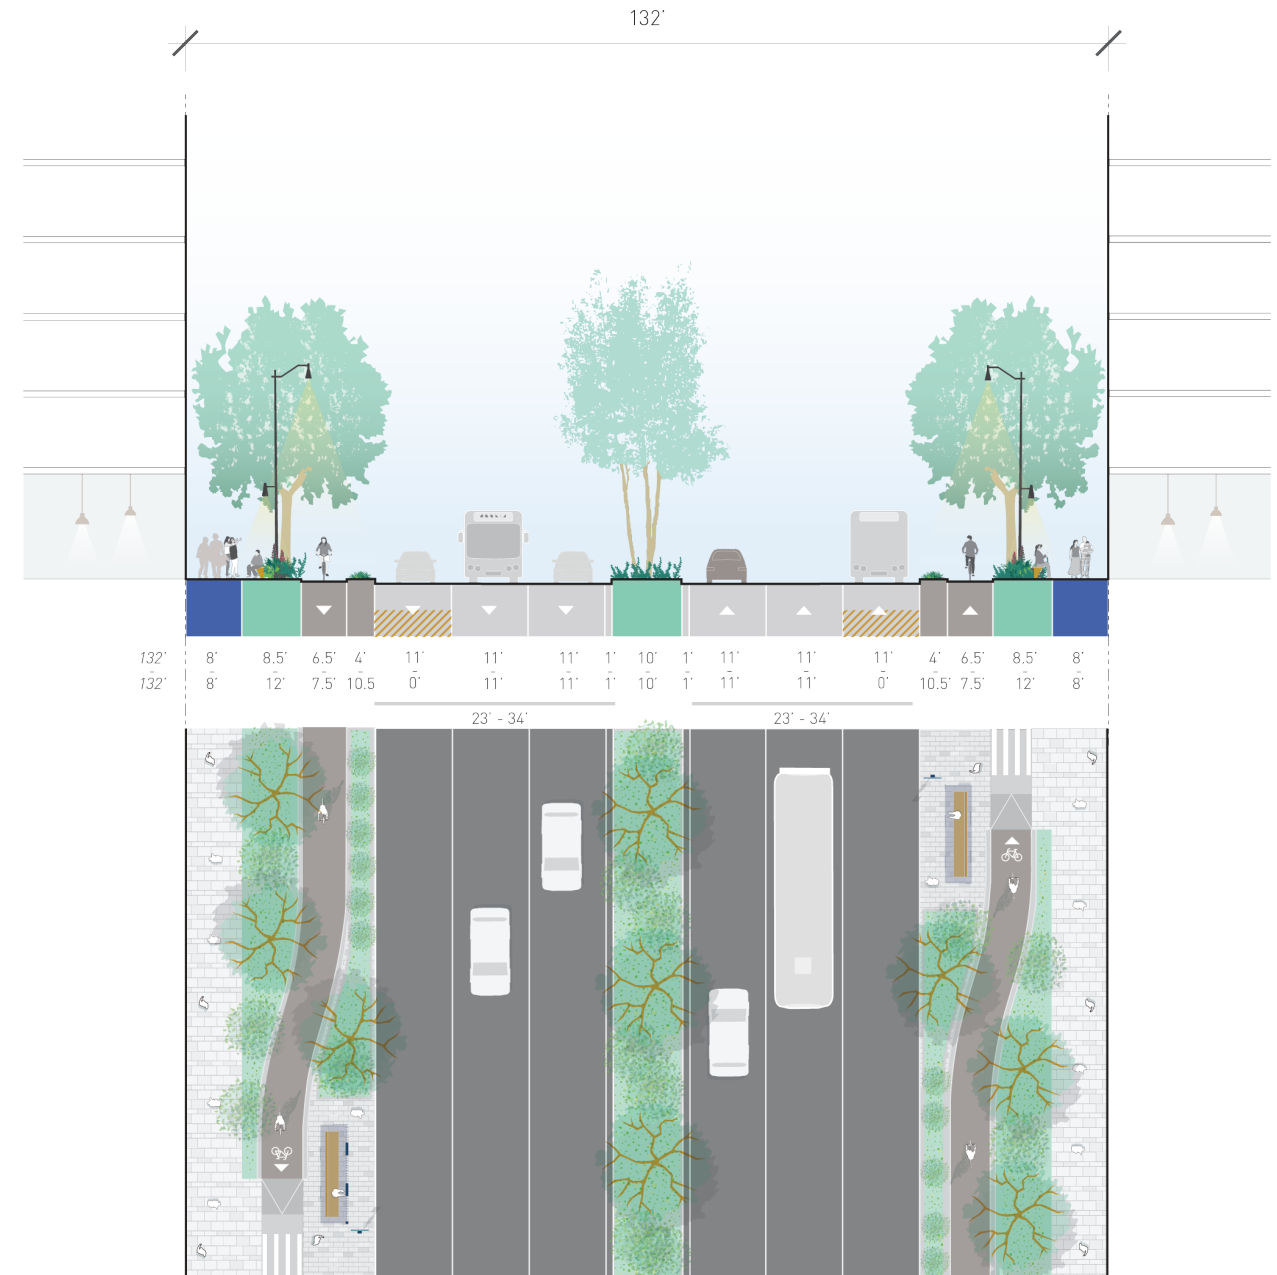 132'
132' 8' 8.5' 6.5' 4' 11' 11' 11' 1' 10' 1' 11' 11' 11' 4' 6.5' 8.5' 8'
- - - - - - - - - - - - - - - - - -
132' 8' 12' 7.5' 10.5 0' 11' 11' 1' 10' 1' 11' 11' 0' 10.5' 7.5' 12' 8'
23' - 34' 23' - 34'